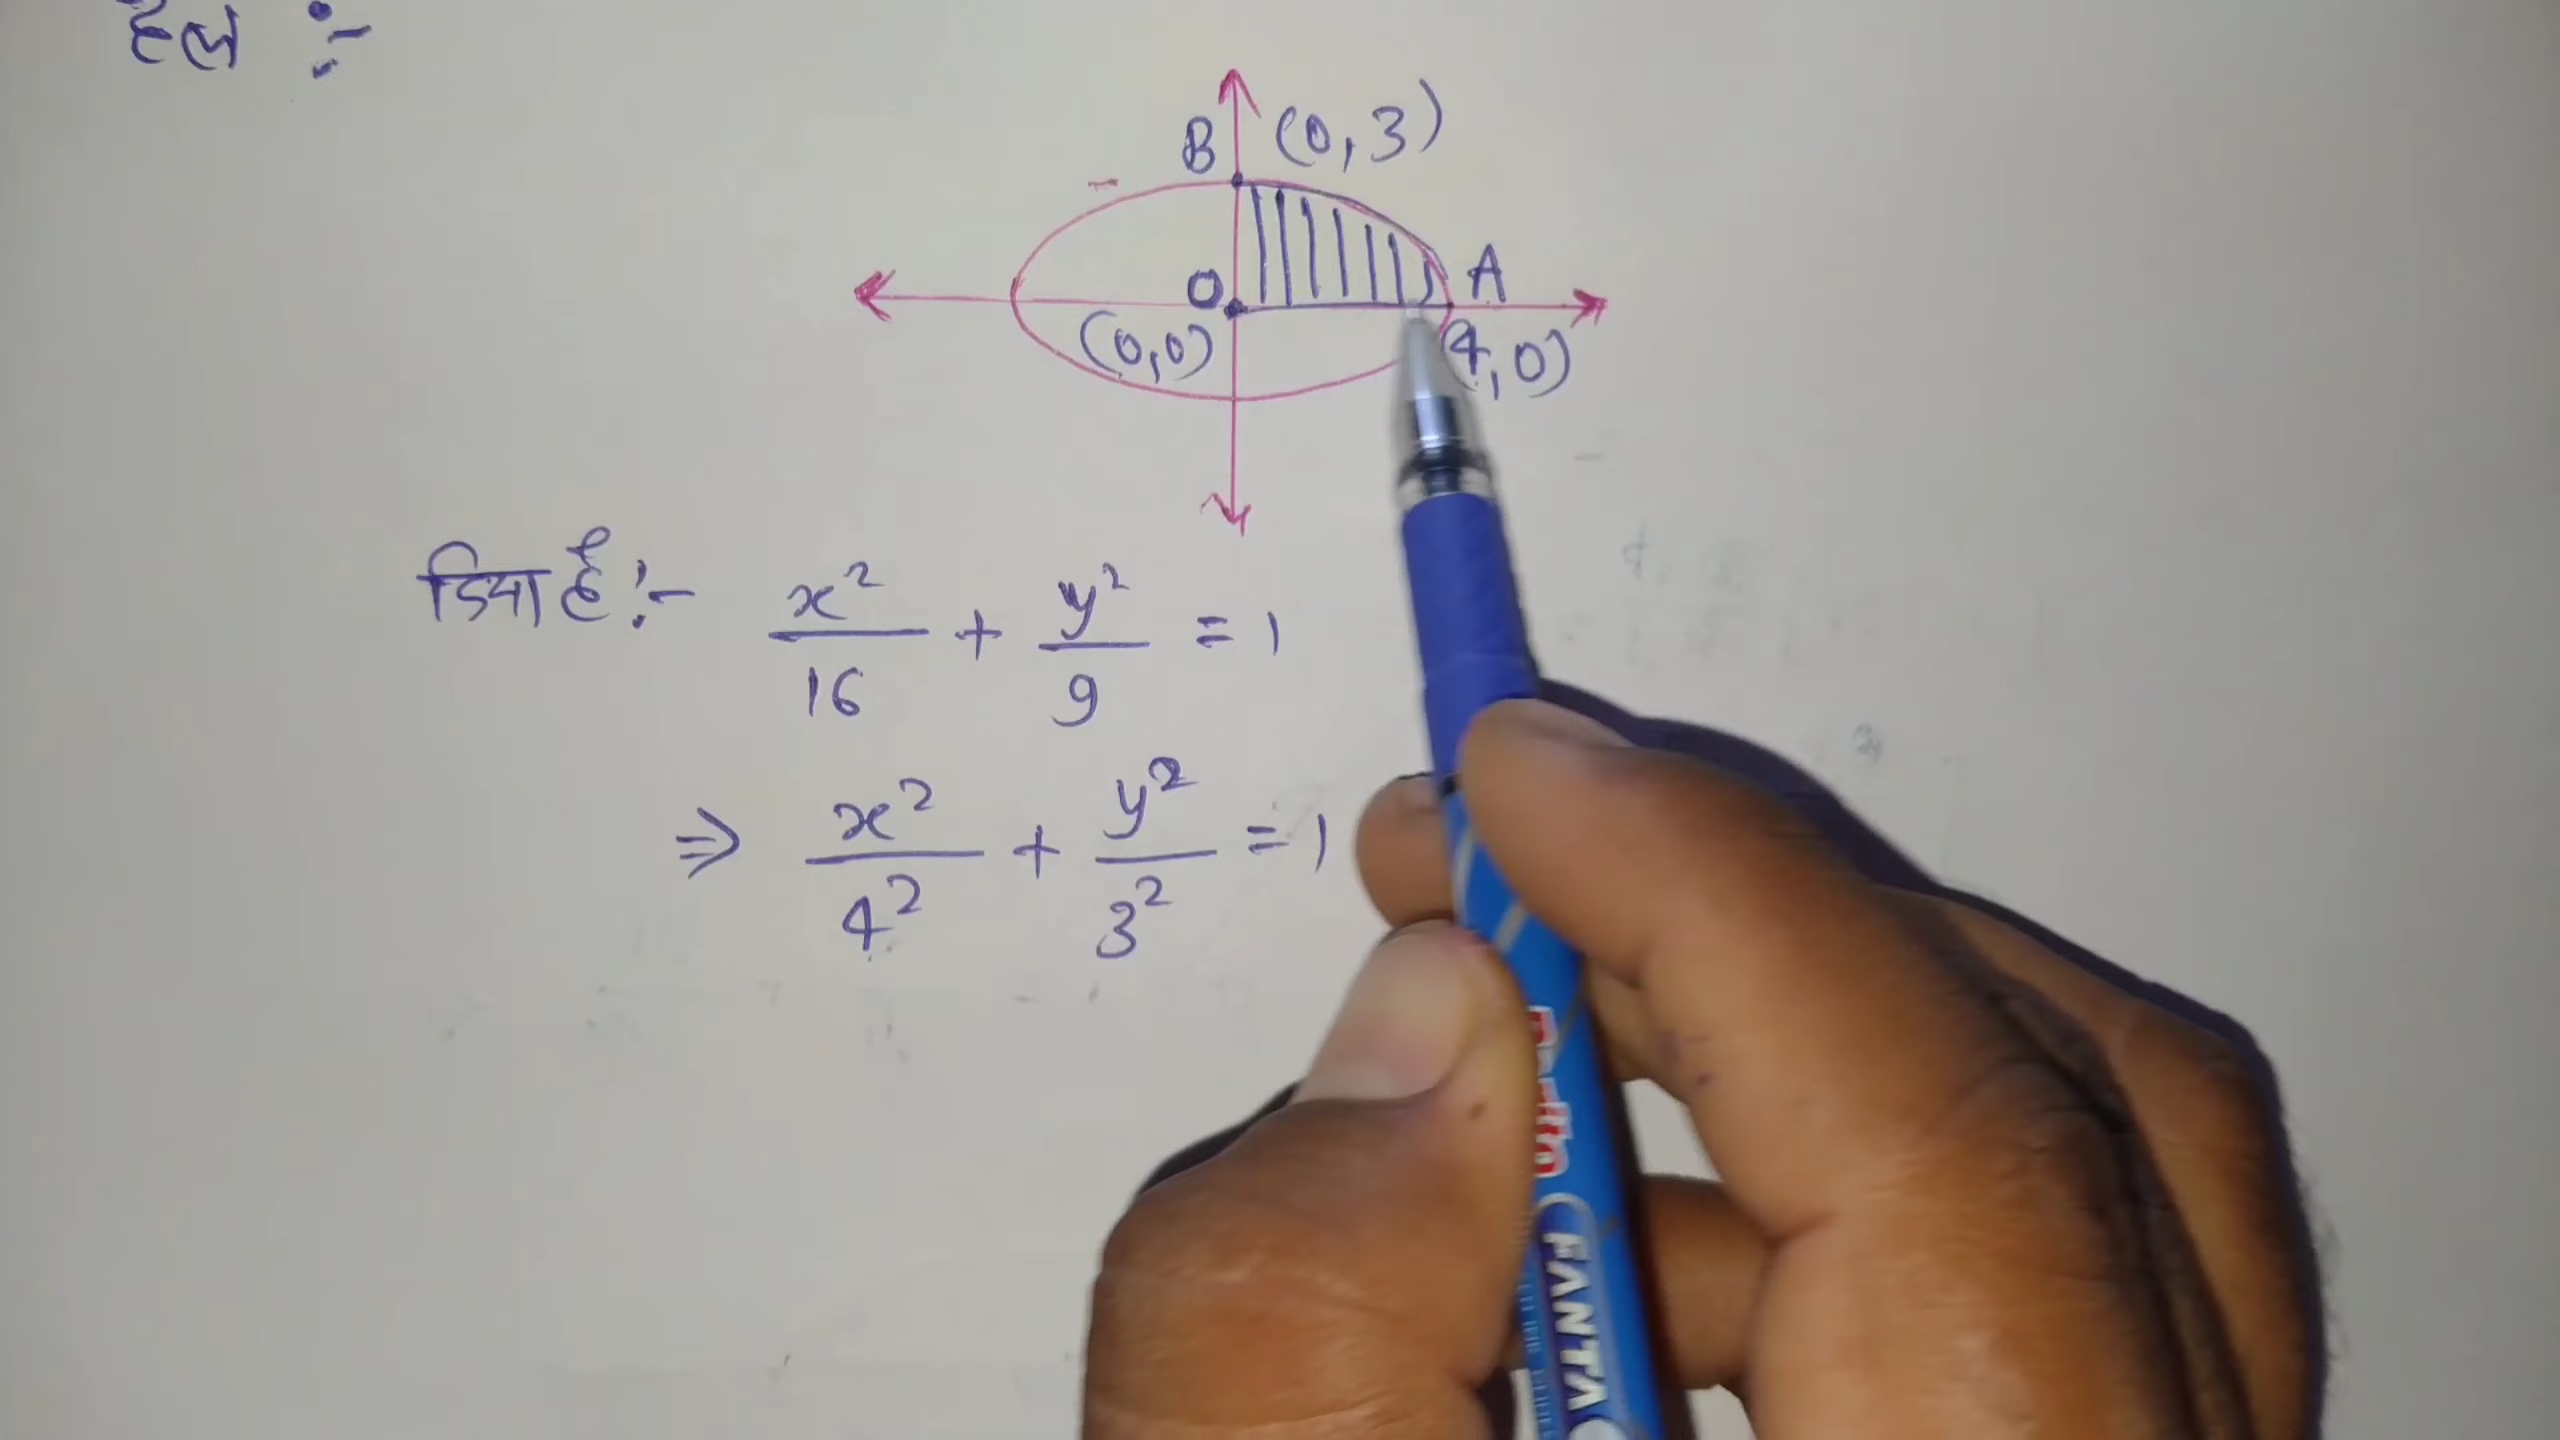 हल :-
B (0,3)
O A
(0,0) (4,0)
दिया है :- x²/16 + y²/9 = 1
⇒ x²/4² + y²/3² = 1
FANTA